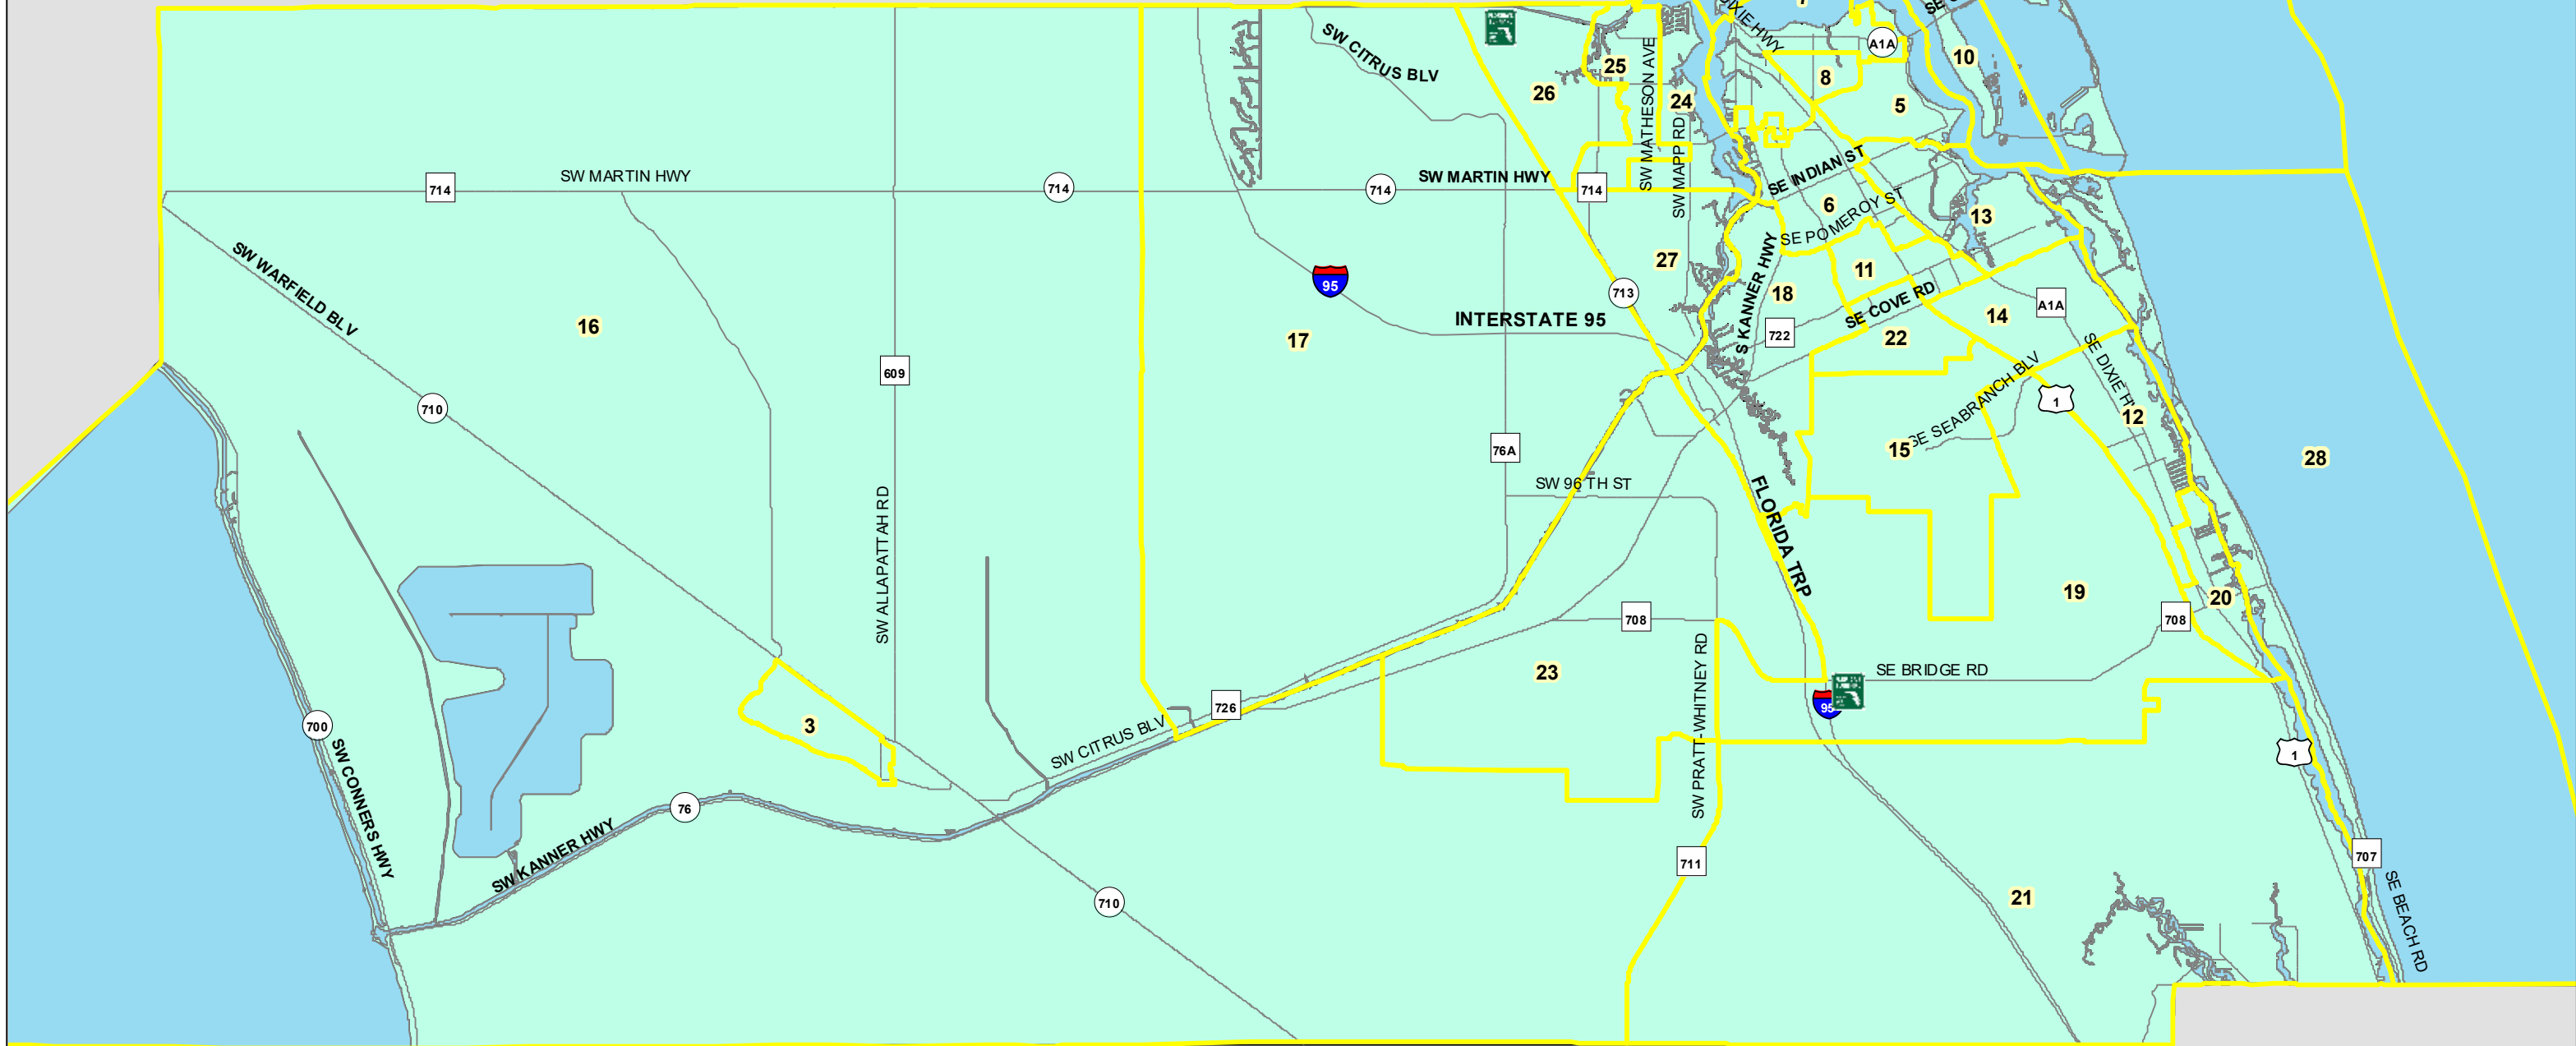 DIXIE HWY
A1A
10
SW CITRUS BLV
25
8
26
SW MATHESON AVE
24
5
SW MAPP RD
SW MARTIN HWY
714
714
714
SW MARTIN HWY
714
SE INDIAN ST
6
13
SE POMEROY ST
SW WARFIELD BLV
27
S KANNER HWY
11
95
713
18
SE COVE RD
A1A
16
INTERSTATE 95
14
17
722
22
SE DIXIE H
609
SE SEABRANCH BLV
1
710
12
76A
15
28
SW 96 TH ST
FLORIDA TRP
SW ALLAPATTAH RD
19
20
708
708
23
SW PRATT-WHITNEY RD
SE BRIDGE RD
726
95
3
700
SW CITRUS BLV
1
SW CONNERS HWY
76
SW KANNER HWY
707
711
710
21
SE BEACH RD